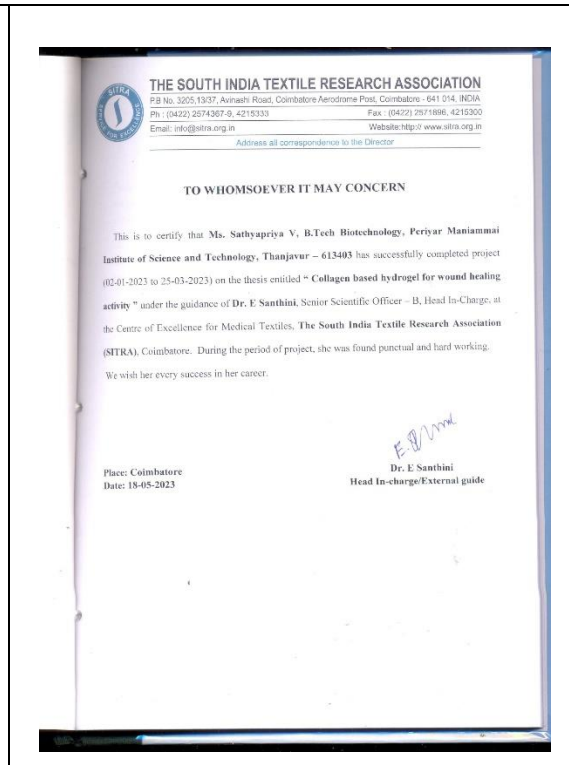 SITRA
SERVICE FOR EXCELLENCE
THE SOUTH INDIA TEXTILE RESEARCH ASSOCIATION
P.B No. 3205,13/37, Avinashi Road, Coimbatore Aerodrome Post, Coimbatore - 641 014, INDIA
Ph : (0422) 2574367-9, 4215333 Fax : (0422) 2571896, 4215300
Email: info@sitra.org.in Website:http:// www.sitra.org.in
Address all correspondence to the Director
TO WHOMSOEVER IT MAY CONCERN
This is to certify that Ms. Sathyapriya V, B.Tech Biotechnology, Periyar Maniammai
Institute of Science and Technology, Thanjavur – 613403 has successfully completed project
(02-01-2023 to 25-03-2023) on the thesis entitled “ Collagen based hydrogel for wound healing
activity ” under the guidance of Dr. E Santhini, Senior Scientific Officer – B, Head In-Charge, at
the Centre of Excellence for Medical Textiles, The South India Textile Research Association
(SITRA), Coimbatore. During the period of project, she was found punctual and hard working.
We wish her every success in her career.
Place: Coimbatore Dr. E Santhini
Date: 18-05-2023 Head In-charge/External guide